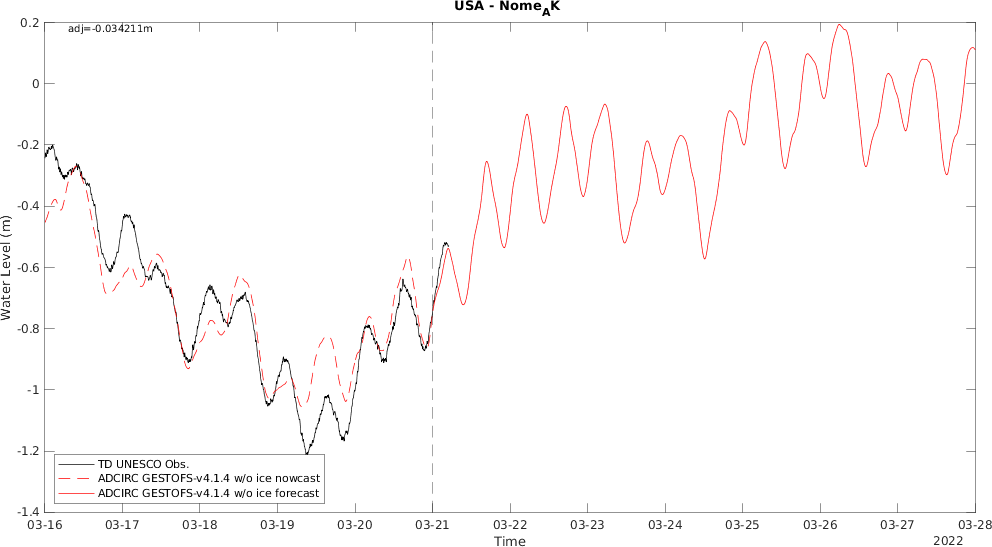 USA - Nome_AK
adj=-0.034211m
0.2
0
-0.2
-0.4
-0.6
-0.8
-1
-1.2
-1.4
Water Level (m)
TD UNESCO Obs.
ADCIRC GESTOFS-v4.1.4 w/o ice nowcast
ADCIRC GESTOFS-v4.1.4 w/o ice forecast
03-16 03-17 03-18 03-19 03-20 03-21 03-22 03-23 03-24 03-25 03-26 03-27 03-28
Time
2022